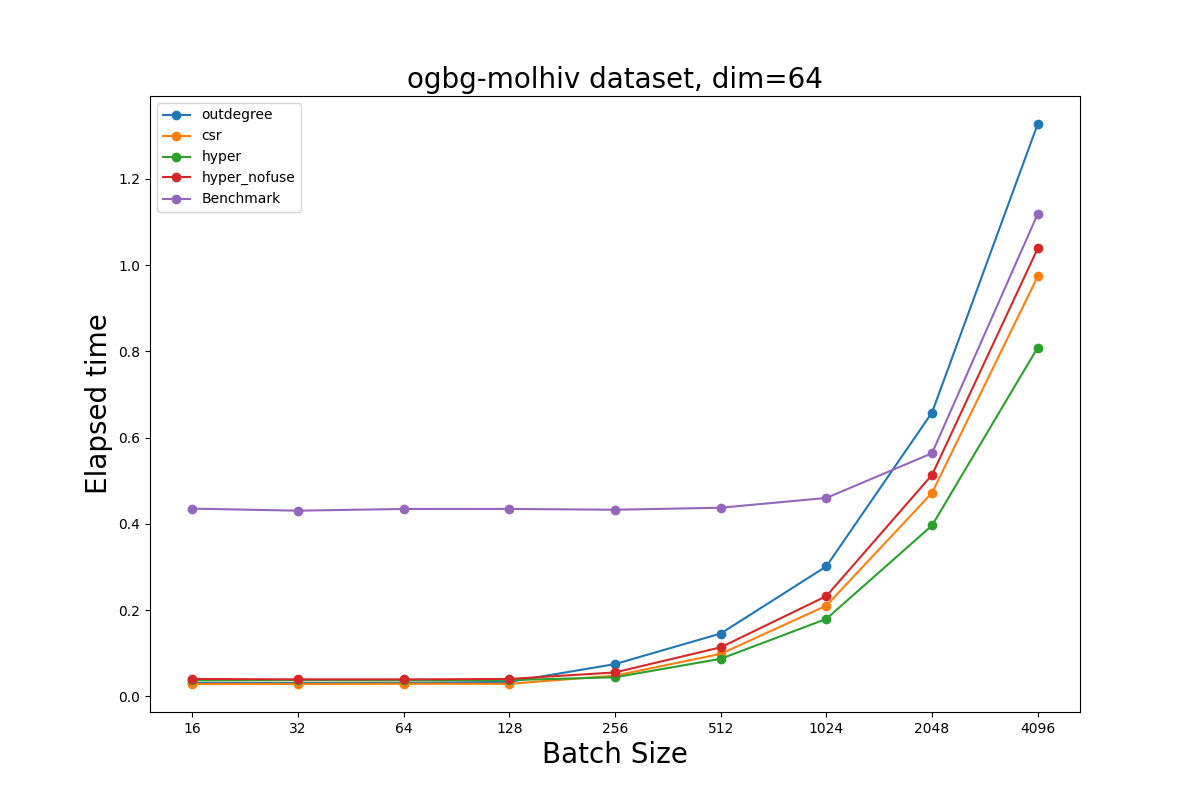 ogbg-molhiv dataset, dim=64
outdegree
csr
hyper
hyper_nofuse
Benchmark
1.2
1.0
0.8
0.6
0.4
0.2
0.0
Elapsed time
16 32 64 128 256 512 1024 2048 4096
Batch Size